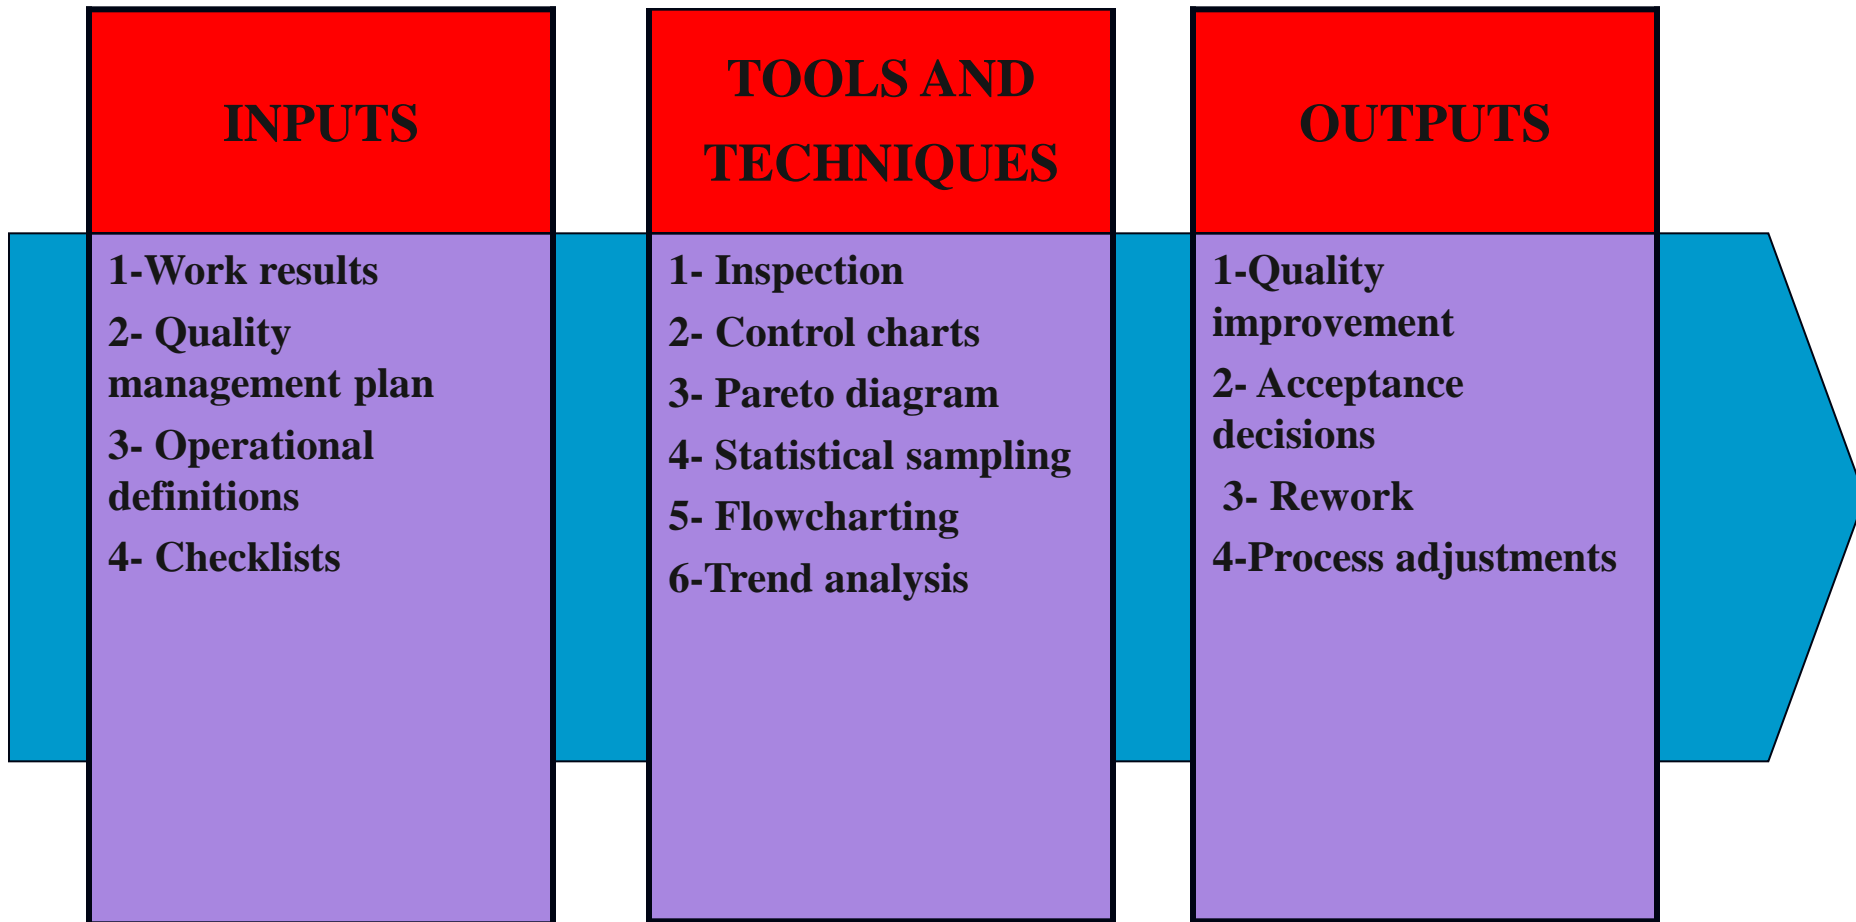 INPUTS
1-Work results
2- Quality
management plan
3- Operational
definitions
4- Checklists
TOOLS AND
TECHNIQUES
1- Inspection
2- Control charts
3- Pareto diagram
4- Statistical sampling
5- Flowcharting
6-Trend analysis
OUTPUTS
1-Quality
improvement
2- Acceptance
decisions
3- Rework
4-Process adjustments